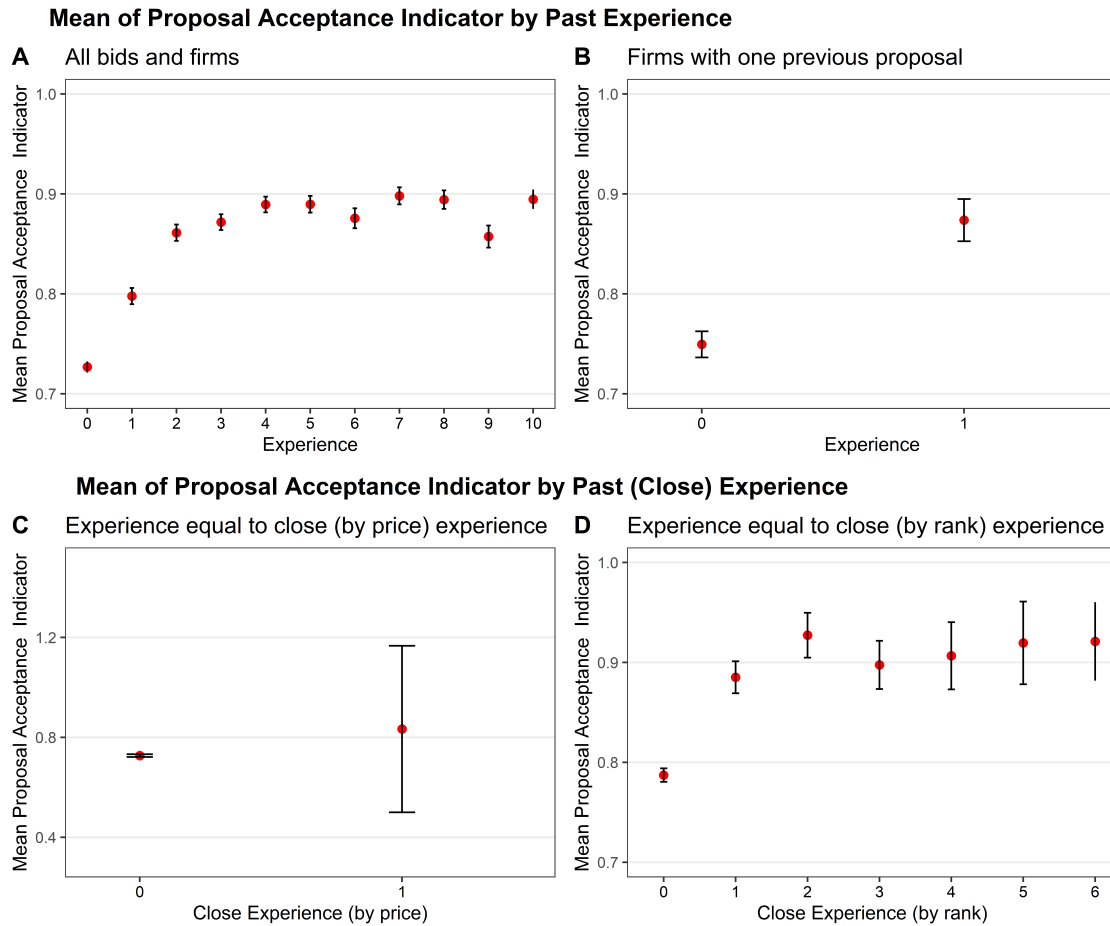 Mean of Proposal Acceptance Indicator by Past Experience
A All bids and firms
Mean Proposal Acceptance  Indicator
1.0
0.9
0.8
0.7
0 1 2 3 4 5 6 7 8 9 10
Experience
B Firms with one previous proposal
Mean Proposal Acceptance  Indicator
1.0
0.9
0.8
0.7
0 1
Experience
Mean of Proposal Acceptance Indicator by Past (Close) Experience
C Experience equal to close (by price) experience
Mean Proposal Acceptance  Indicator
1.2
0.8
0.4
0 1
Close Experience (by price)
D Experience equal to close (by rank) experience
Mean Proposal Acceptance  Indicator
1.0
0.9
0.8
0.7
0 1 2 3 4 5 6
Close Experience (by rank)